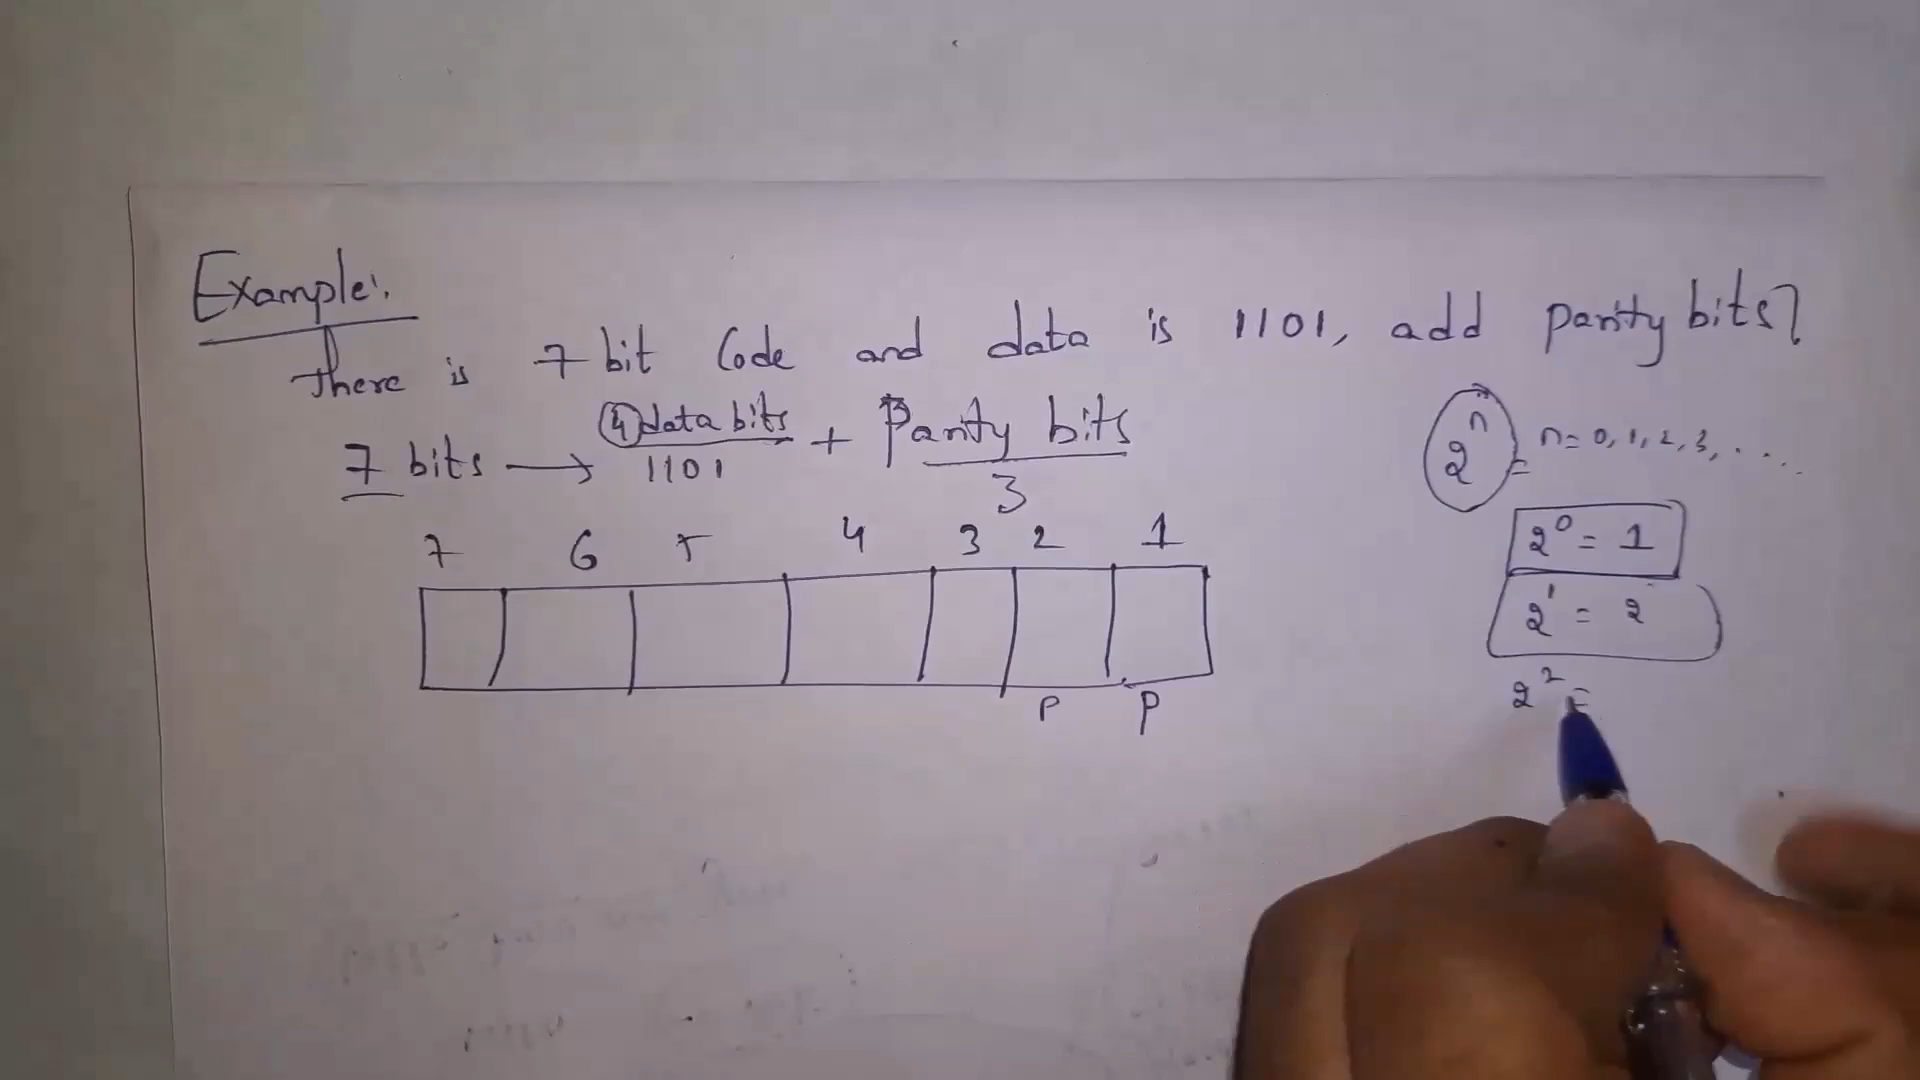 Example:
There is 7 bit Code and data is 1101, add parity bits?
7 bits → 4 data bits + Parity bits
1101 3
2^n = n = 0, 1, 2, 3, .....
7 6 5 4 3 2 1
P P
2^0 = 1
2^1 = 2
2^2 =